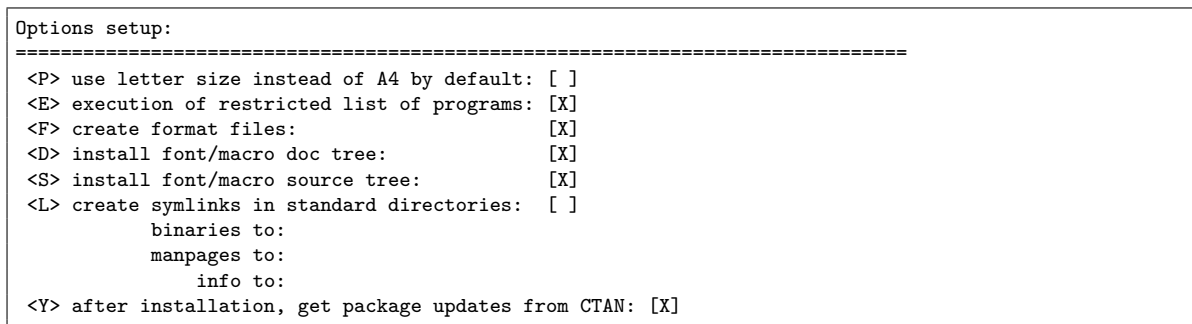 Options setup:
===============================================================================
 <P> use letter size instead of A4 by default: [ ]
 <E> execution of restricted list of programs: [X]
 <F> create format files:                      [X]
 <D> install font/macro doc tree:              [X]
 <S> install font/macro source tree:           [X]
 <L> create symlinks in standard directories:  [ ]
            binaries to:
            manpages to:
                info to:
 <Y> after installation, get package updates from CTAN: [X]